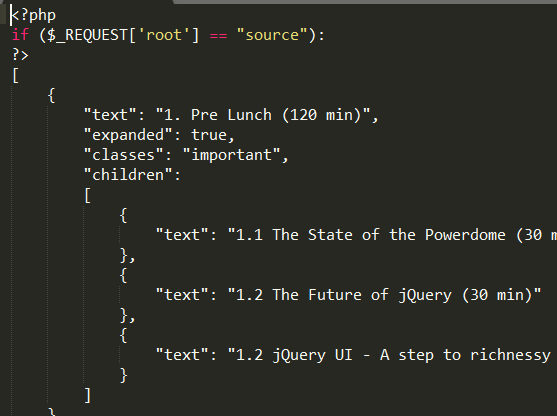 <?php
if ($_REQUEST['root'] == "source"):
?>
[
    {
        "text": "1. Pre Lunch (120 min)",
        "expanded": true,
        "classes": "important",
        "children":
        [
            {
                "text": "1.1 The State of the Powerdome (30
            },
            {
                "text": "1.2 The Future of jQuery (30 min)"
            },
            {
                "text": "1.2 jQuery UI - A step to richnessy
            }
        ]
    }